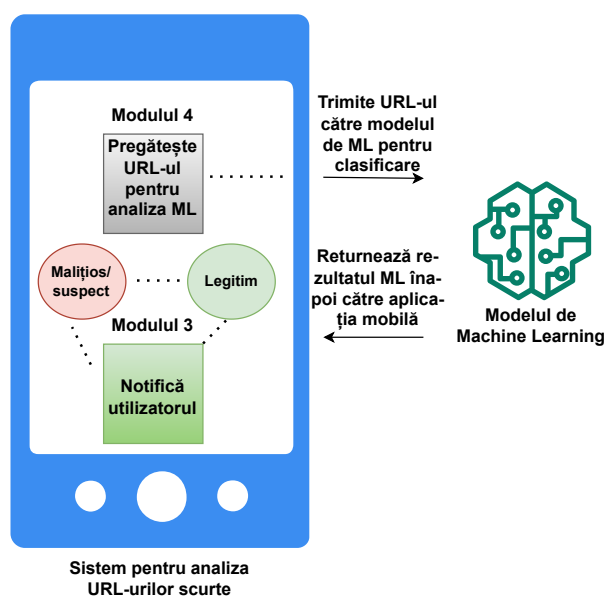 Modulul 4
Pregătește
URL-ul
pentru
analiza ML
Trimite URL-ul
către modelul
de ML pentru
clasificare
Malițios/
suspect
Legitim
Returnează re-
zultatul ML îna-
poi către aplica-
ția mobilă
Modelul de
Machine Learning
Modulul 3
Notifică
utilizatorul
Sistem pentru analiza
URL-urilor scurte